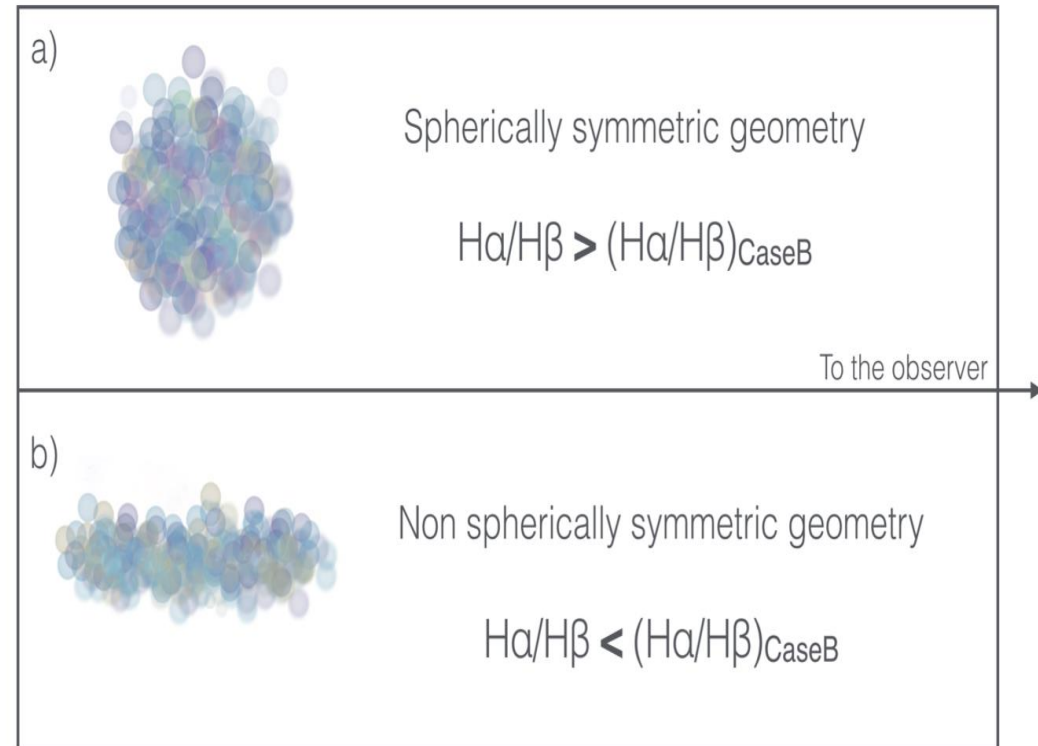 a)
Spherically symmetric geometry
Hα/Hβ > (Hα/Hβ)CaseB
To the observer
b)
Non spherically symmetric geometry
Hα/Hβ < (Hα/Hβ)CaseB